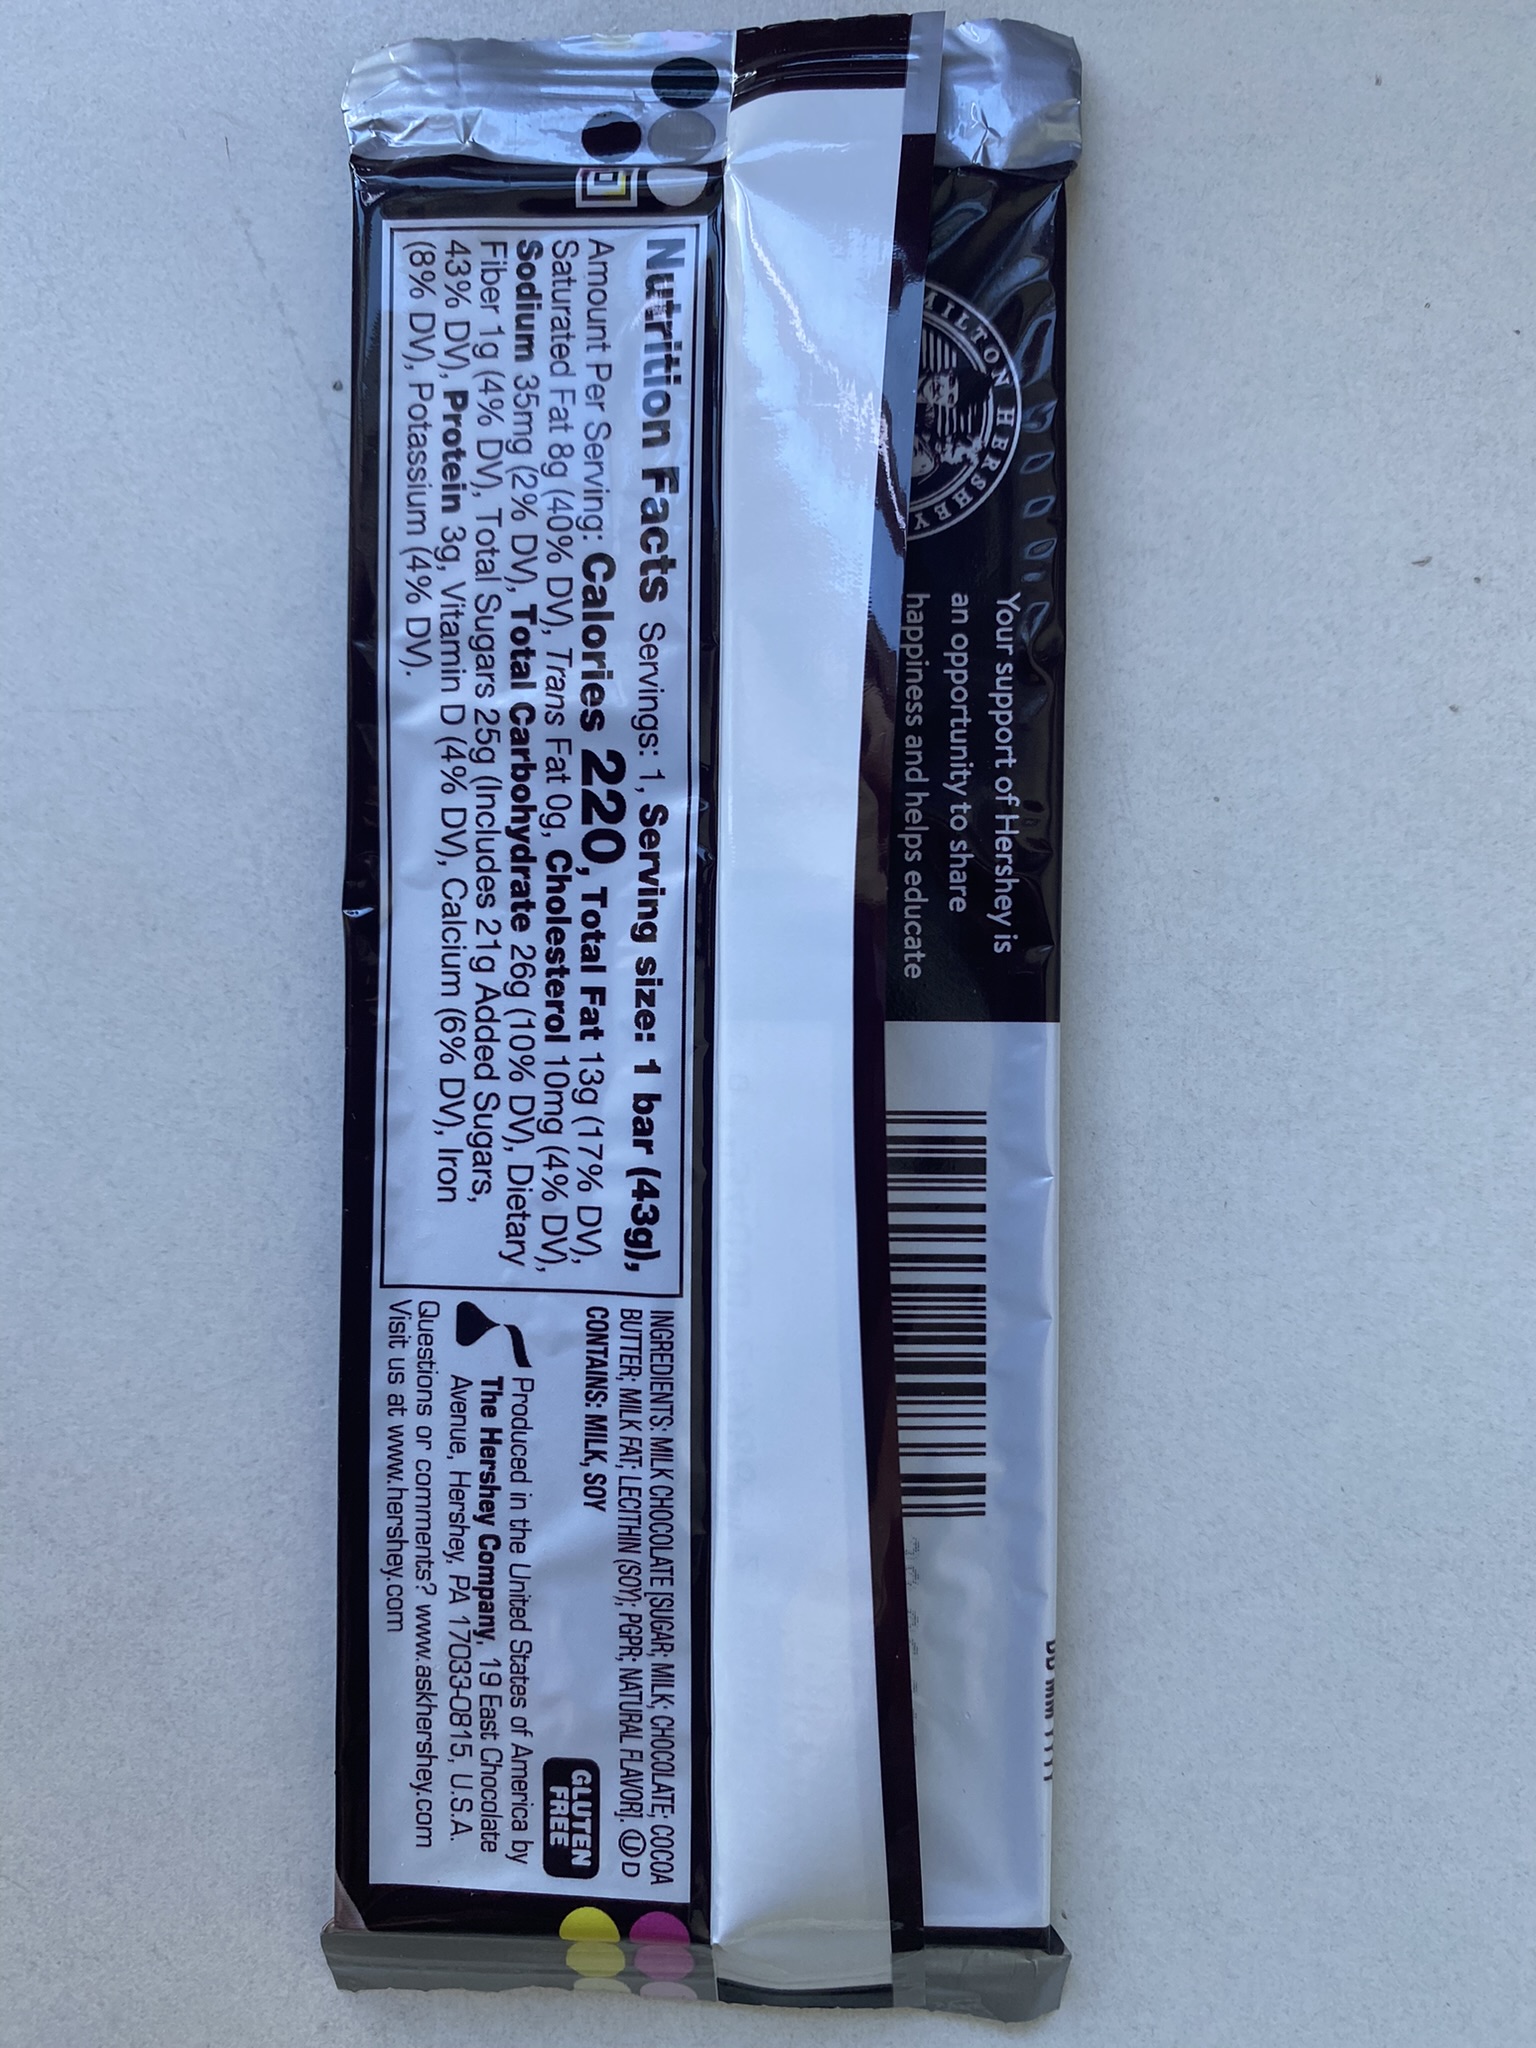 MILTON HERSHEY
Your support of Hershey is
an opportunity to share
happiness and helps educate
Nutrition Facts Servings: 1, Serving size: 1 bar (43g),
Amount Per Serving: Calories 220, Total Fat 13g (17% DV),
Saturated Fat 8g (40% DV), Trans Fat 0g, Cholesterol 10mg (4% DV),
Sodium 35mg (2% DV), Total Carbohydrate 26g (10% DV), Dietary
Fiber 1g (4% DV), Total Sugars 25g (Includes 21g Added Sugars,
43% DV), Protein 3g, Vitamin D (4% DV), Calcium (6% DV), Iron
(8% DV), Potassium (4% DV).
INGREDIENTS: MILK CHOCOLATE [SUGAR; MILK; CHOCOLATE; COCOA
BUTTER; MILK FAT; LECITHIN (SOY); PGPR; NATURAL FLAVOR]. Ⓤ D
CONTAINS: MILK, SOY
GLUTEN
FREE
Produced in the United States of America by
The Hershey Company, 19 East Chocolate
Avenue, Hershey, PA 17033-0815, U.S.A.
Questions or comments? www.askhershey.com
Visit us at www.hershey.com